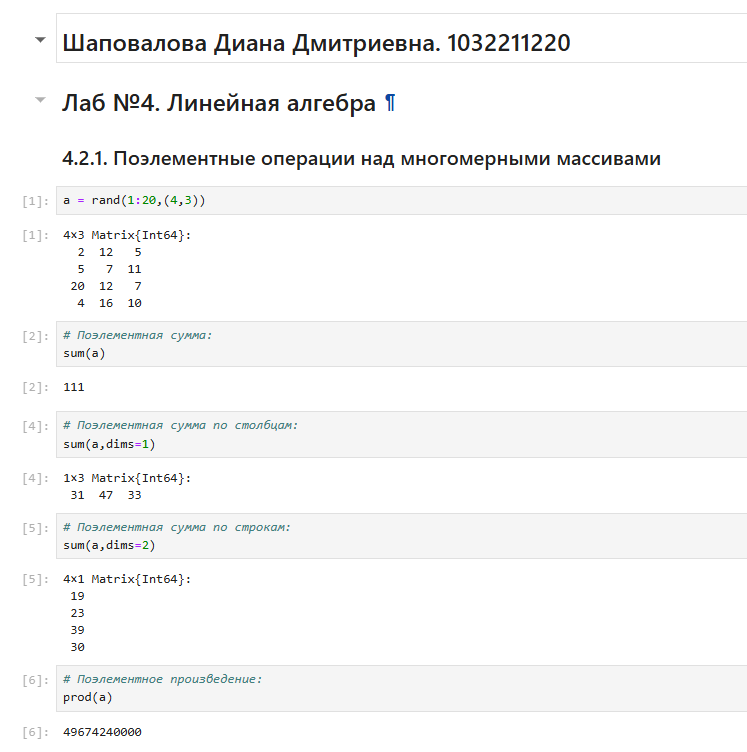 Шаповалова Диана Дмитриевна. 1032211220
Лаб №4. Линейная алгебра ¶
4.2.1. Поэлементные операции над многомерными массивами
[1]: a = rand(1:20,(4,3))
[1]: 4×3 Matrix{Int64}:
2 12 5
5 7 11
20 12 7
4 16 10
[2]: # Поэлементная сумма:
sum(a)
[2]: 111
[4]: # Поэлементная сумма по столбцам:
sum(a,dims=1)
[4]: 1×3 Matrix{Int64}:
31 47 33
[5]: # Поэлементная сумма по строкам:
sum(a,dims=2)
[5]: 4×1 Matrix{Int64}:
19
23
39
30
[6]: # Поэлементное произведение:
prod(a)
[6]: 49674240000